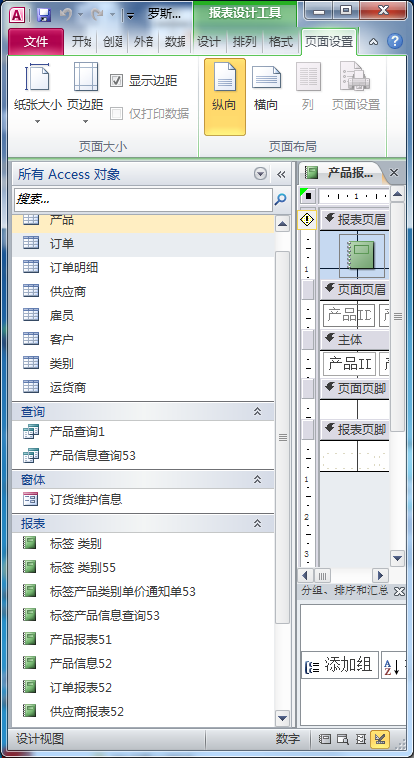 罗斯...
报表设计工具
文件
开始
创建
外部
数据
设计
排列
格式
页面设置
纸张大小
页边距
显示边距
仅打印数据
纵向
横向
列
页面设置
页面大小
页面布局
所有 Access 对象
搜索...
产品
订单
订单明细
供应商
雇员
客户
类别
运货商
查询
产品查询1
产品信息查询53
窗体
订货维护信息
报表
标签 类别
标签 类别55
标签产品类别单价通知单53
标签产品信息查询53
产品报表51
产品信息52
订单报表52
供应商报表52
产品报...
1
报表页眉
1
页面页眉
产品ID
主体
产品ID
页面页脚
报表页脚
1
2
3
分组、排序和汇总
添加组
设计视图
数字